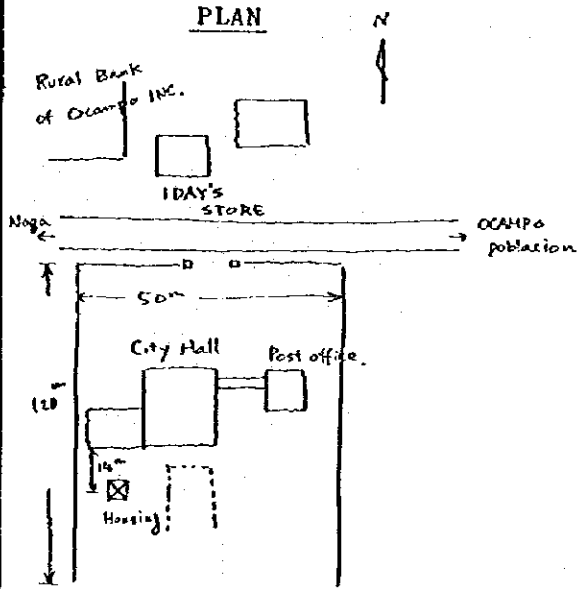 PLAN
N
Rural Bank
of Ocampo INC.
IDAY'S
STORE
Naga
OCAMPO
poblacion
50m
City Hall
Post office.
120m
14m
Housing